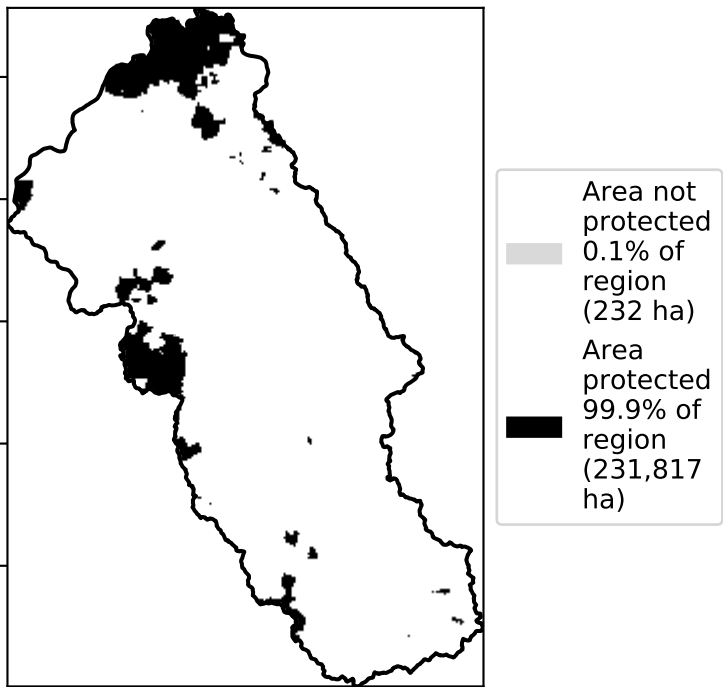 Area not
protected
0.1% of
region
(232 ha)
Area
protected
99.9% of
region
(231,817
ha)